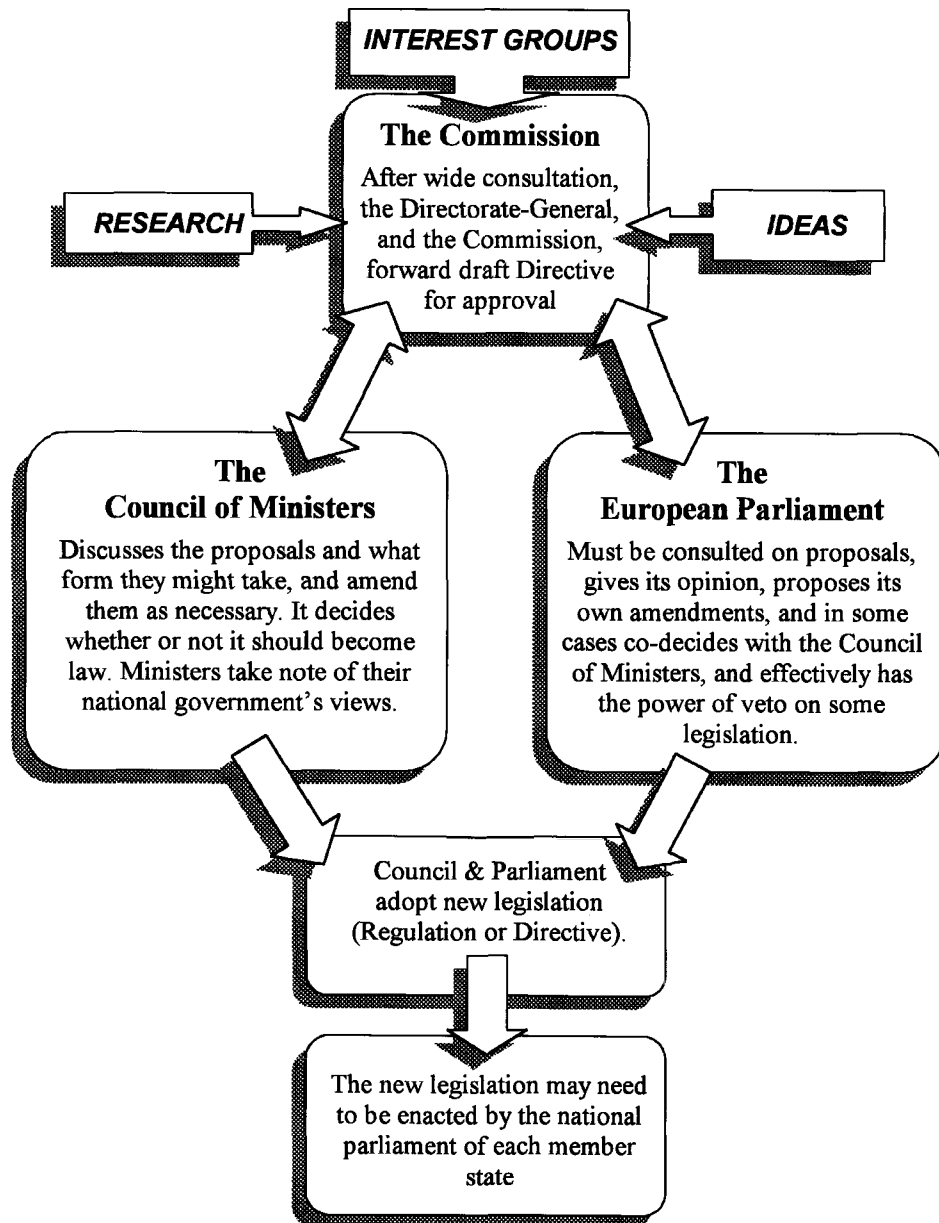 INTEREST GROUPS
The Commission
After wide consultation,
the Directorate-General,
and the Commission,
forward draft Directive
for approval
RESEARCH
IDEAS
The
Council of Ministers
Discusses the proposals and what
form they might take, and amend
them as necessary. It decides
whether or not it should become
law. Ministers take note of their
national government's views.
The
European Parliament
Must be consulted on proposals,
gives its opinion, proposes its
own amendments, and in some
cases co-decides with the Council
of Ministers, and effectively has
the power of veto on some
legislation.
Council & Parliament
adopt new legislation
(Regulation or Directive).
The new legislation may need
to be enacted by the national
parliament of each member
state